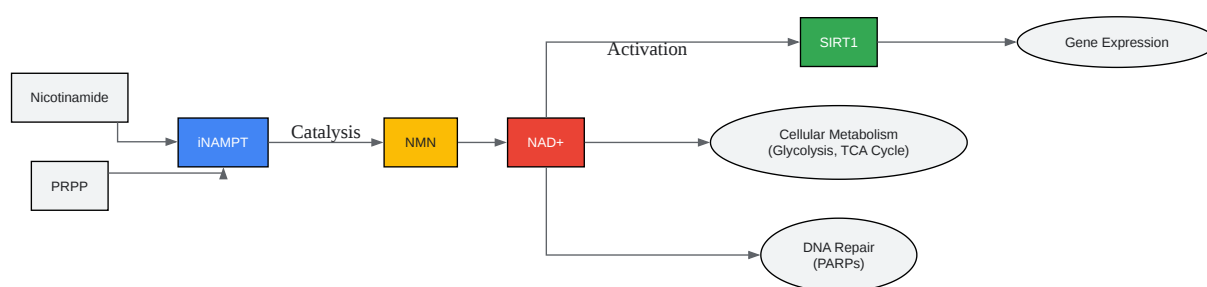 Nicotinamide
PRPP
iNAMPT
Catalysis
NMN
NAD+
Activation
SIRT1
Gene Expression
Cellular Metabolism
(Glycolysis, TCA Cycle)
DNA Repair
(PARPs)